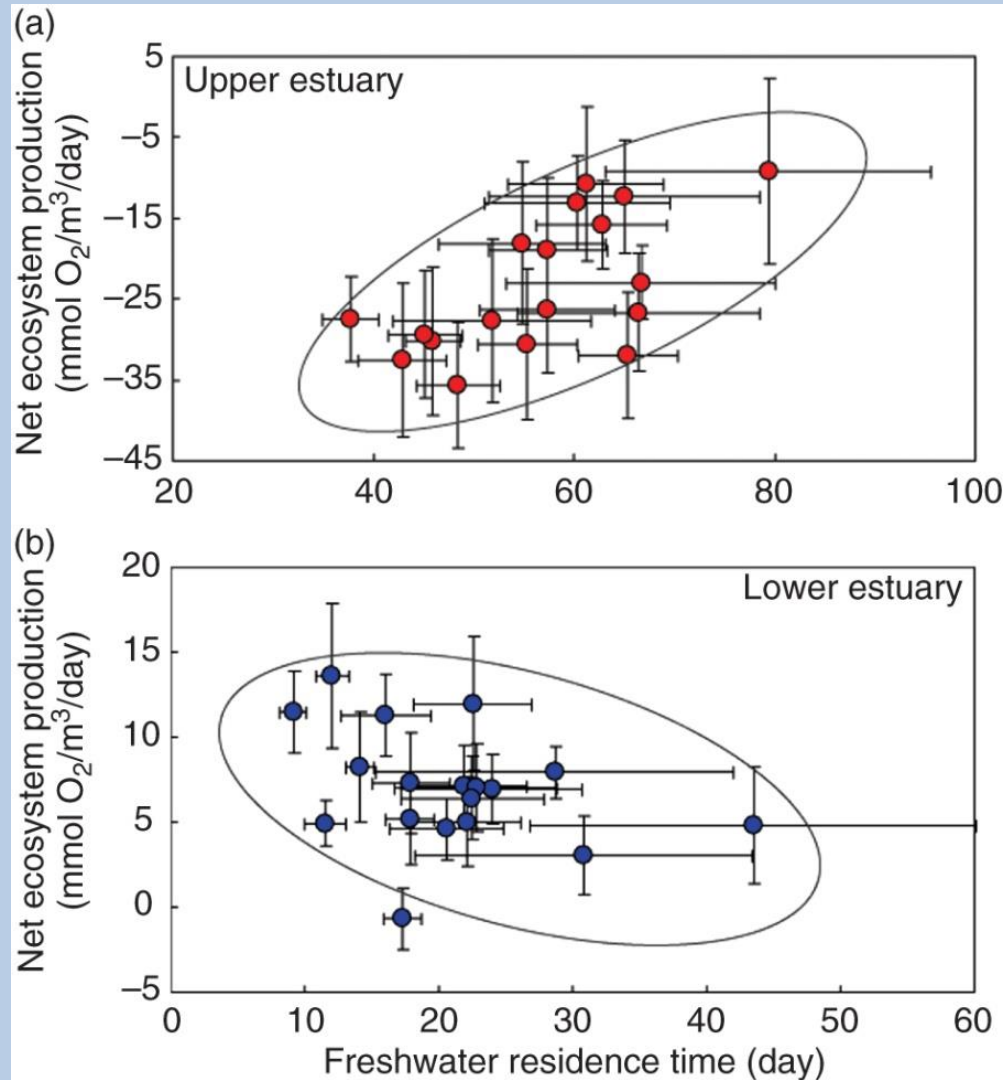 (a)
Net ecosystem production
(mmol O₂/m³/day)
Upper estuary
5
–5
–15
–25
–35
–45
20 40 60 80 100
(b)
Net ecosystem production
(mmol O₂/m³/day)
Lower estuary
20
15
10
5
0
–5
0 10 20 30 40 50 60
Freshwater residence time (day)